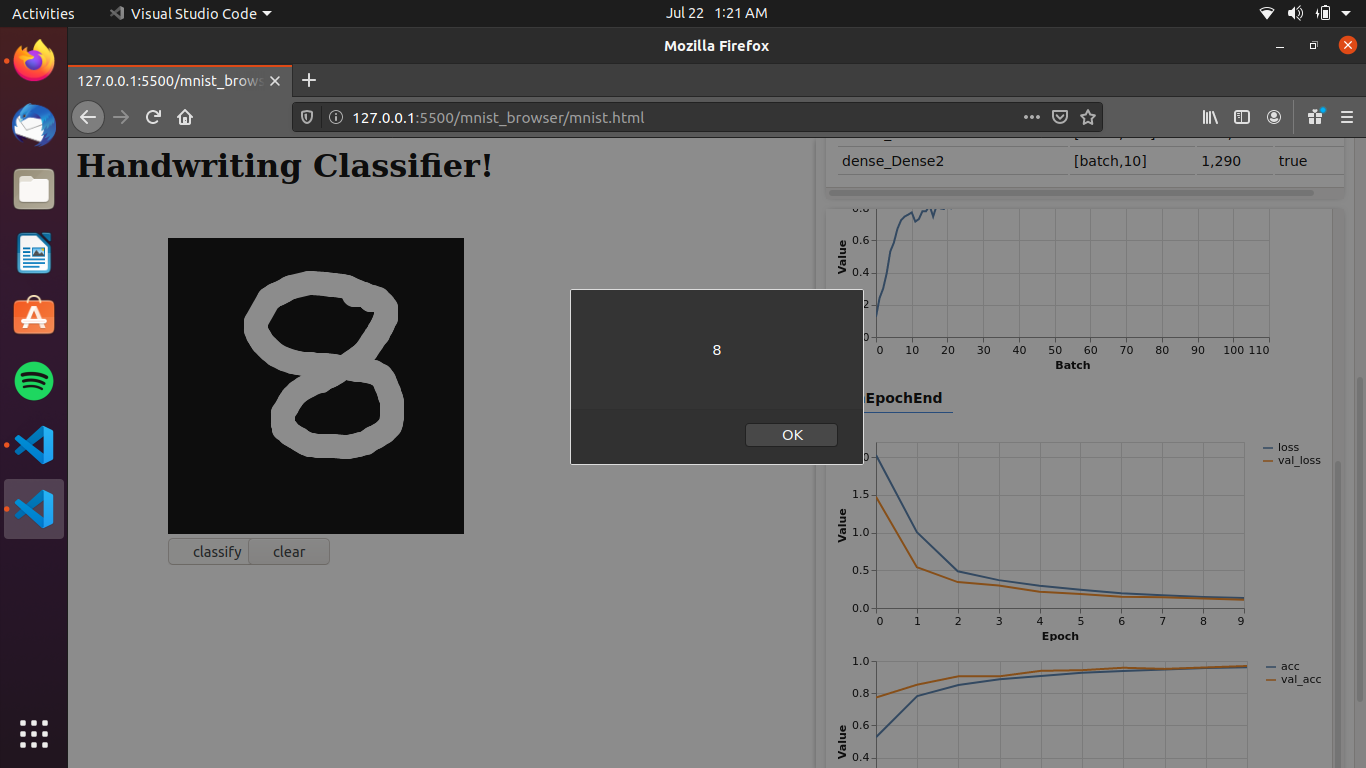 Activities Visual Studio Code Jul 22 1:21 AM
Mozilla Firefox
127.0.0.1:5500/mnist_brows
127.0.0.1:5500/mnist_browser/mnist.html
Handwriting Classifier!
8
classify clear
8
OK
dense_Dense2 [batch,10] 1,290 true
0.8
0.6
0.4
2
0
Value
0 10 20 30 40 50 60 70 80 90 100 110
Batch
EpochEnd
loss
val_loss
1.5
1.0
0.5
0.0
Value
0 1 2 3 4 5 6 7 8 9
Epoch
acc
val_acc
1.0
0.8
0.6
0.4
Value